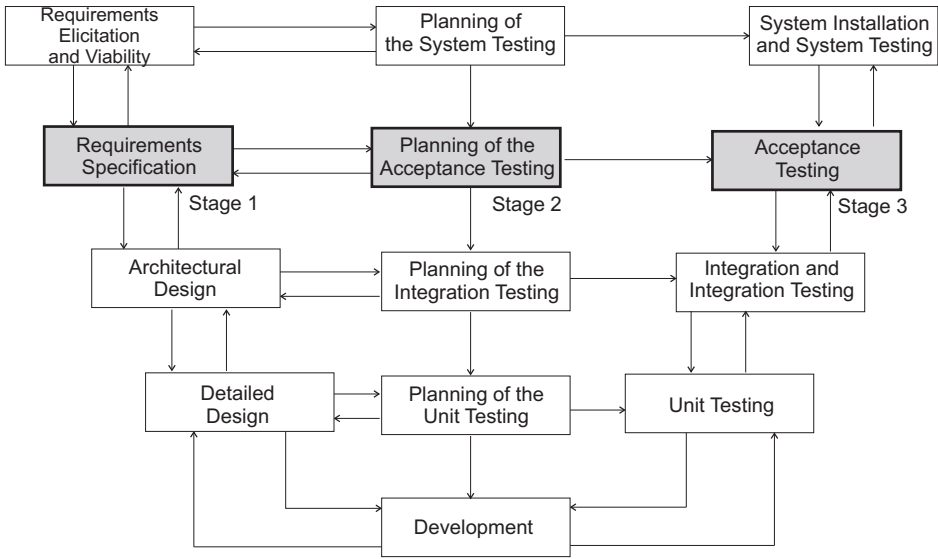 Requirements
Elicitation
and Viability
Planning of
the System Testing
System Installation
and System Testing
Requirements
Specification
Planning of the
Acceptance Testing
Acceptance
Testing
Stage 1
Stage 2
Stage 3
Architectural
Design
Planning of the
Integration Testing
Integration and
Integration Testing
Detailed
Design
Planning of the
Unit Testing
Unit Testing
Development